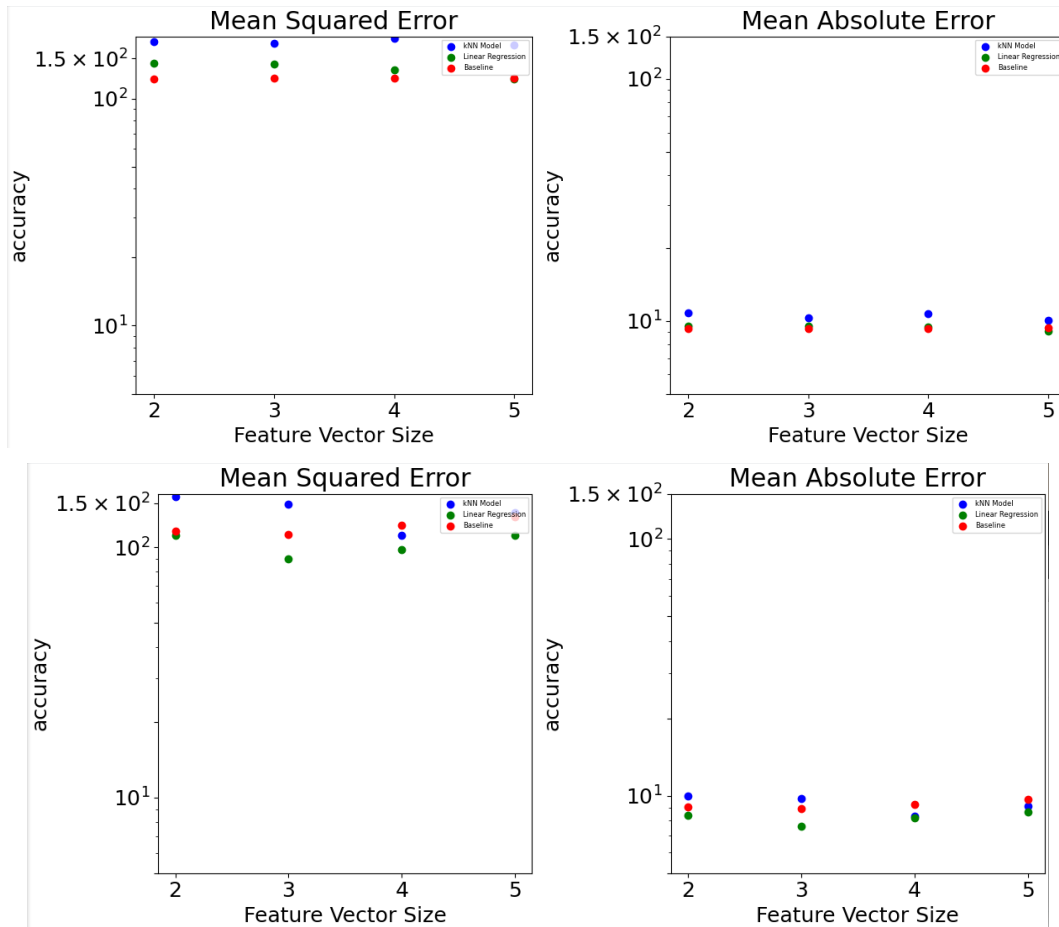 Mean Squared Error
1.5 × 10²
10²
10¹
accuracy
kNN Model
Linear Regression
Baseline
2 3 4 5
Feature Vector Size
Mean Absolute Error
1.5 × 10²
10²
10¹
accuracy
kNN Model
Linear Regression
Baseline
2 3 4 5
Feature Vector Size
Mean Squared Error
1.5 × 10²
10²
10¹
accuracy
kNN Model
Linear Regression
Baseline
2 3 4 5
Feature Vector Size
Mean Absolute Error
1.5 × 10²
10²
10¹
accuracy
kNN Model
Linear Regression
Baseline
2 3 4 5
Feature Vector Size